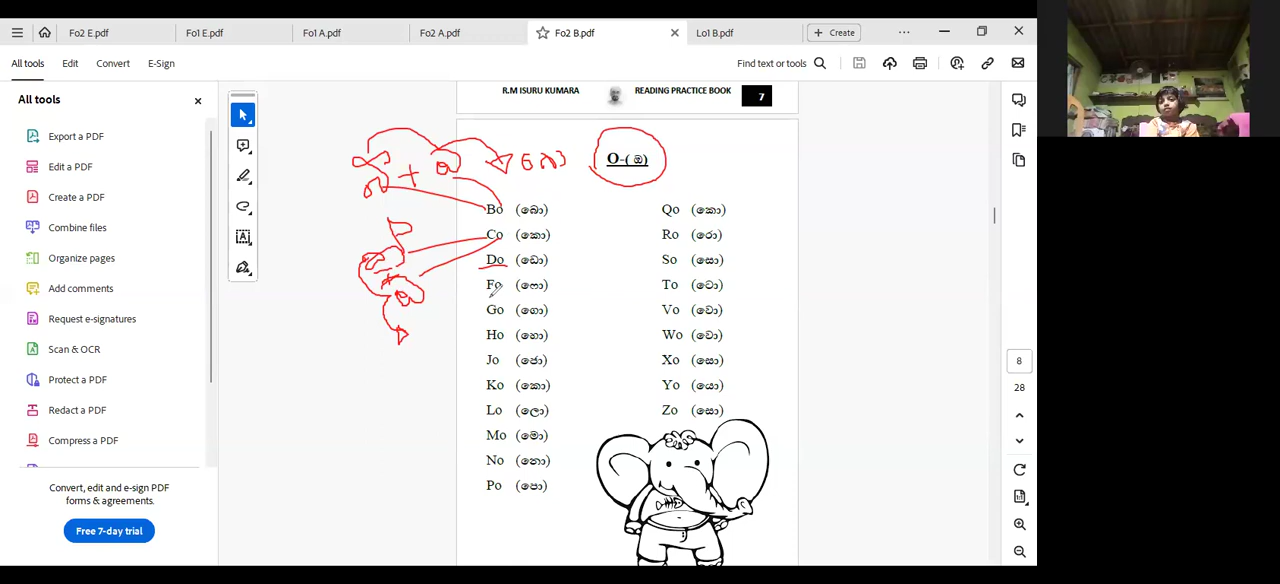 Fo2 E.pdf Fo1 E.pdf Fo1 A.pdf Fo2 A.pdf Fo2 B.pdf Lo1 B.pdf + Create
All tools Edit Convert E-Sign Find text or tools
All tools
Export a PDF
Edit a PDF
Create a PDF
Combine files
Organize pages
Add comments
Request e-signatures
Scan & OCR
Protect a PDF
Redact a PDF
Compress a PDF
Convert, edit and e-sign PDF
forms & agreements.
Free 7-day trial
R.M ISURU KUMARA READING PRACTICE BOOK 7
O-(ඔ)
Bo (බො)
Co (කො)
Do (ඩො)
Fo (ෆො)
Go (ගො)
Ho (හො)
Jo (ජො)
Ko (කො)
Lo (ලො)
Mo (මො)
No (නො)
Po (පො)
Qo (කො)
Ro (රො)
So (සො)
To (ටො)
Vo (වො)
Wo (වො)
Xo (සො)
Yo (යො)
Zo (සො)
8
28